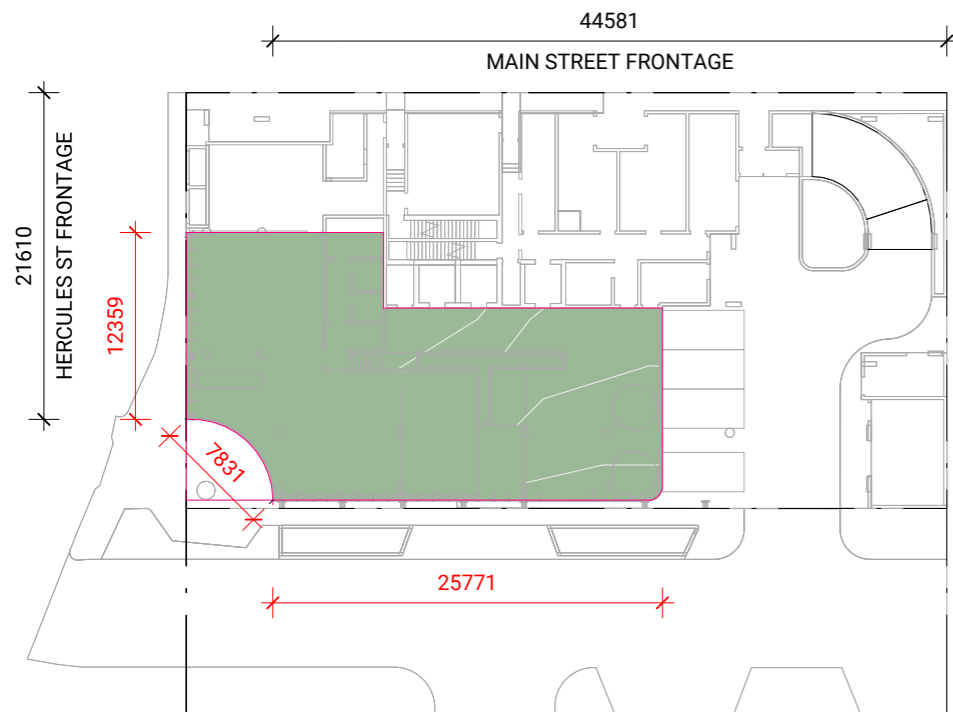 44581
MAIN STREET FRONTAGE
21610
HERCULES ST FRONTAGE
12359
7831
25771